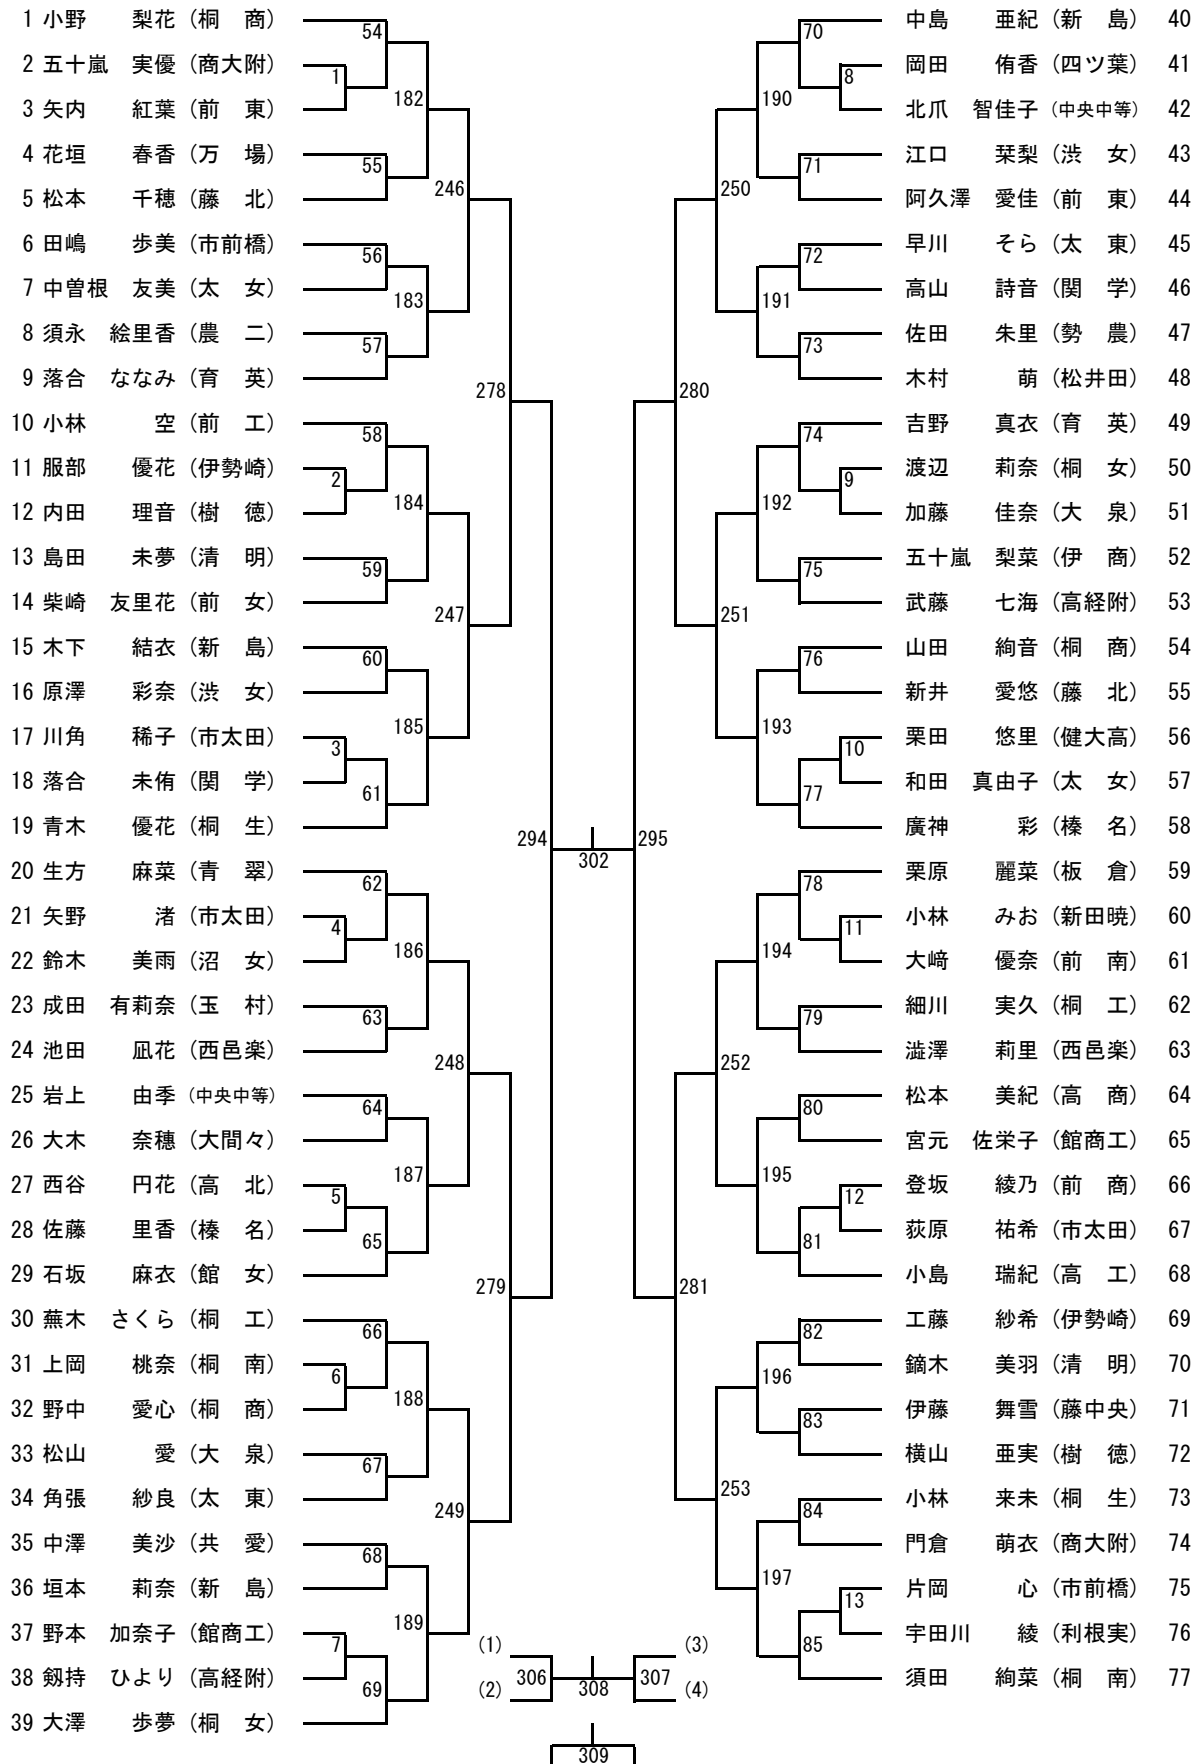 1 小野　　梨花（桐　商）
2 五十嵐　実優（商大附）
3 矢内　　紅葉（前　東）
4 花垣　　春香（万　場）
5 松本　　千穂（藤　北）
6 田嶋　　歩美（市前橋）
7 中曽根　友美（太　女）
8 須永　絵里香（農　二）
9 落合　ななみ（育　英）
10 小林　　　空（前　工）
11 服部　　優花（伊勢崎）
12 内田　　理音（樹　徳）
13 島田　　未夢（清　明）
14 柴崎　友里花（前　女）
15 木下　　結衣（新　島）
16 原澤　　彩奈（渋　女）
17 川角　　稀子（市太田）
18 落合　　未侑（関　学）
19 青木　　優花（桐　生）
20 生方　　麻菜（青　翠）
21 矢野　　　渚（市太田）
22 鈴木　　美雨（沼　女）
23 成田　有莉奈（玉　村）
24 池田　　凪花（西邑楽）
25 岩上　　由季（中央中等）
26 大木　　奈穂（大間々）
27 西谷　　円花（高　北）
28 佐藤　　里香（榛　名）
29 石坂　　麻衣（館　女）
30 蕪木　さくら（桐　工）
31 上岡　　桃奈（桐　南）
32 野中　　愛心（桐　商）
33 松山　　　愛（大　泉）
34 角張　　紗良（太　東）
35 中澤　　美沙（共　愛）
36 垣本　　莉奈（新　島）
37 野本　加奈子（館商工）
38 剱持　ひより（高経附）
39 大澤　　歩夢（桐　女）
54
1
182
55
246
56
183
57
278
58
2
184
59
247
60
185
3
61
294
62
4
186
63
248
64
187
5
65
279
66
6
188
67
249
68
189
7
69
302
295
(1)
(2)
306
308
307
(3)
(4)
309
70
8
190
71
250
72
191
73
280
74
9
192
75
251
76
193
10
77
78
11
194
79
252
80
195
12
81
281
82
196
83
253
84
197
13
85
中島　　亜紀（新　島） 40
岡田　　侑香（四ツ葉） 41
北爪　智佳子（中央中等） 42
江口　　栞梨（渋　女） 43
阿久澤　愛佳（前　東） 44
早川　　そら（太　東） 45
高山　　詩音（関　学） 46
佐田　　朱里（勢　農） 47
木村　　　萌（松井田） 48
吉野　　真衣（育　英） 49
渡辺　　莉奈（桐　女） 50
加藤　　佳奈（大　泉） 51
五十嵐　梨菜（伊　商） 52
武藤　　七海（高経附） 53
山田　　絢音（桐　商） 54
新井　　愛悠（藤　北） 55
栗田　　悠里（健大高） 56
和田　真由子（太　女） 57
廣神　　　彩（榛　名） 58
栗原　　麗菜（板　倉） 59
小林　　みお（新田暁） 60
大﨑　　優奈（前　南） 61
細川　　実久（桐　工） 62
澁澤　　莉里（西邑楽） 63
松本　　美紀（高　商） 64
宮元　佐栄子（館商工） 65
登坂　　綾乃（前　商） 66
荻原　　祐希（市太田） 67
小島　　瑞紀（高　工） 68
工藤　　紗希（伊勢崎） 69
鏑木　　美羽（清　明） 70
伊藤　　舞雪（藤中央） 71
横山　　亜実（樹　徳） 72
小林　　来未（桐　生） 73
門倉　　萌衣（商大附） 74
片岡　　　心（市前橋） 75
宇田川　　綾（利根実） 76
須田　　絢菜（桐　南） 77